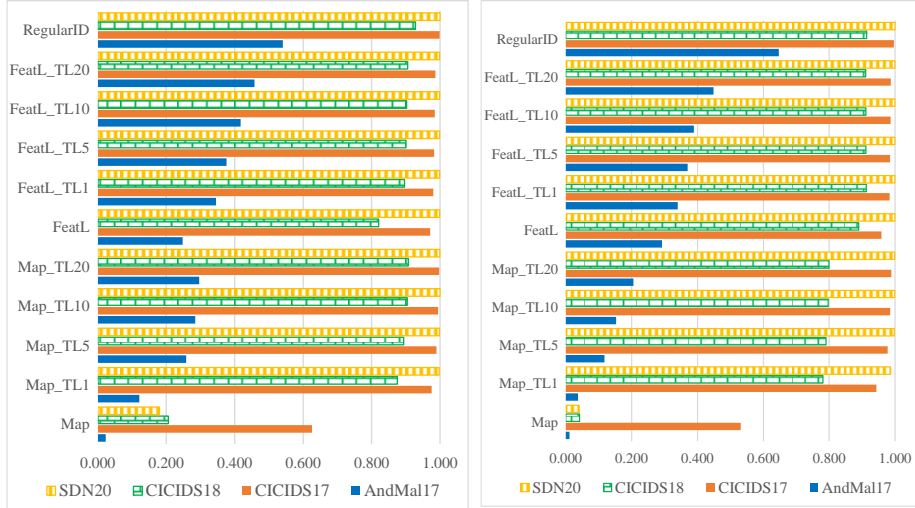 RegularID
FeatL_TL20
FeatL_TL10
FeatL_TL5
FeatL_TL1
FeatL
Map_TL20
Map_TL10
Map_TL5
Map_TL1
Map
0.000 0.200 0.400 0.600 0.800 1.000
SDN20 CICIDS18 CICIDS17 AndMal17
RegularID
FeatL_TL20
FeatL_TL10
FeatL_TL5
FeatL_TL1
FeatL
Map_TL20
Map_TL10
Map_TL5
Map_TL1
Map
0.000 0.200 0.400 0.600 0.800 1.000
SDN20 CICIDS18 CICIDS17 AndMal17